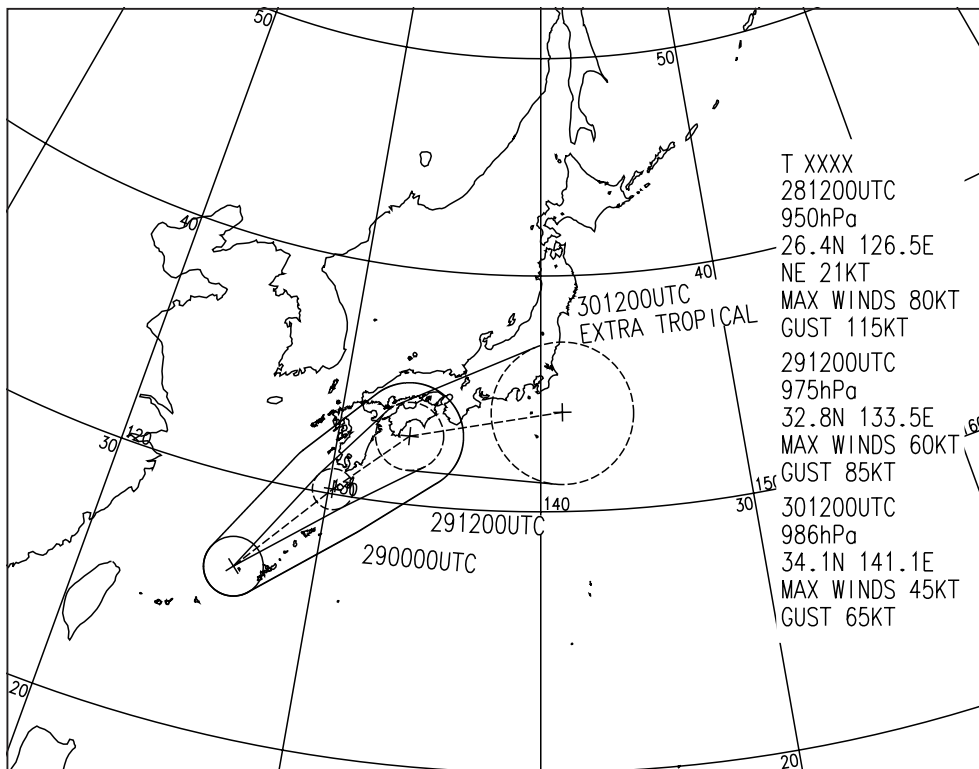 50
50
40
40
301200UTC
EXTRA TROPICAL
30
120
130
291200UTC
290000UTC
140
30
150
160
20
20
T XXXX
281200UTC
950hPa
26.4N 126.5E
NE 21KT
MAX WINDS 80KT
GUST 115KT
291200UTC
975hPa
32.8N 133.5E
MAX WINDS 60KT
GUST 85KT
301200UTC
986hPa
34.1N 141.1E
MAX WINDS 45KT
GUST 65KT